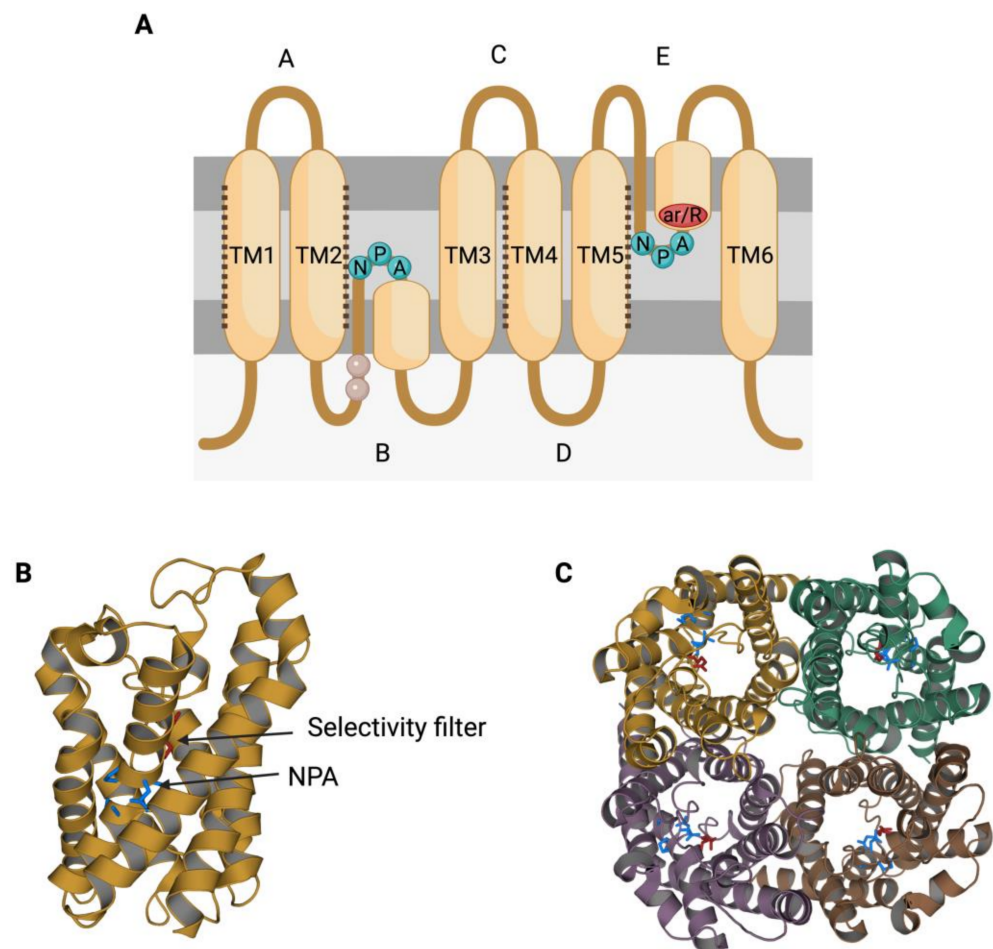 A
A C E
ar/R
TM1 TM2 N P A TM3 TM4 TM5 N P A TM6
B D
B
C
Selectivity filter
NPA